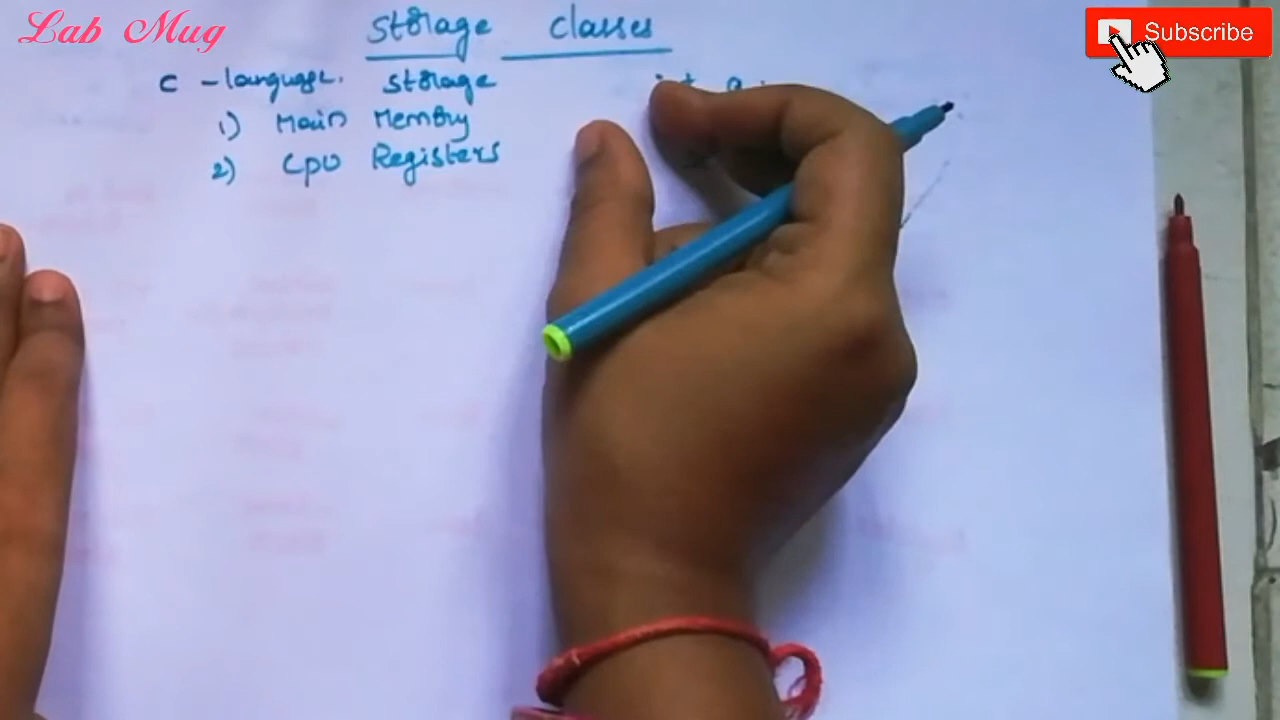 Lab Mug
Subscribe
Storage classes
C - language. Storage
1) Main Memory
2) CPU Registers